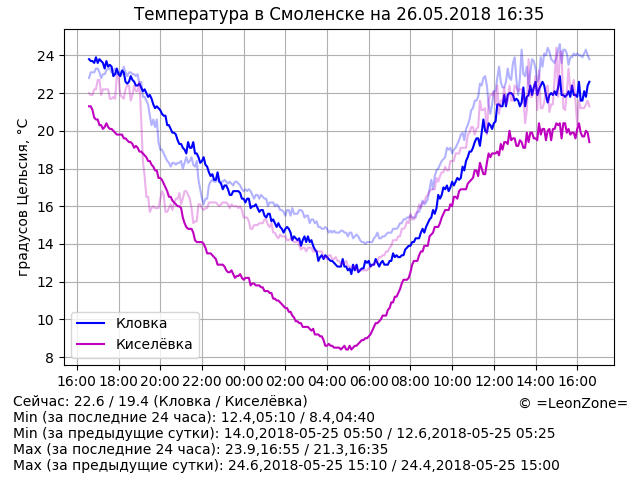 Температура в Смоленске на 26.05.2018 16:35
градусов Цельсия, °C
24
22
20
18
16
14
12
10
8
Кловка
Киселёвка
16:00 18:00 20:00 22:00 00:00 02:00 04:00 06:00 08:00 10:00 12:00 14:00 16:00
Сейчас: 22.6 / 19.4 (Кловка / Киселёвка)
© =LeonZone=
Min (за последние 24 часа): 12.4,05:10 / 8.4,04:40
Min (за предыдущие сутки): 14.0,2018-05-25 05:50 / 12.6,2018-05-25 05:25
Max (за последние 24 часа): 23.9,16:55 / 21.3,16:35
Max (за предыдущие сутки): 24.6,2018-05-25 15:10 / 24.4,2018-05-25 15:00